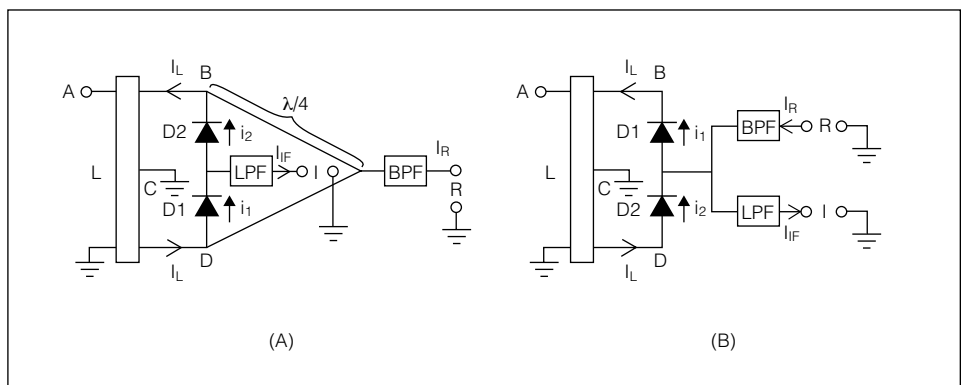 I_L B
A
λ/4
D2 i_2
I_R
LPF I_IF I BPF
L
C
R
D1 i_1
D
I_L
(A)
I_L B
A
D1 i_1
I_R
BPF R
L
C
D2 i_2
LPF I
I_IF
D
I_L
(B)